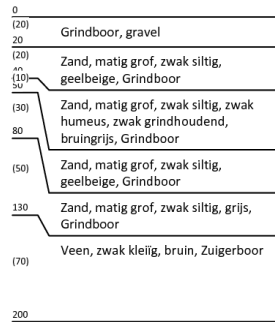 0
(20)
Grindboor, gravel
20
(20)
Zand, matig grof, zwak siltig,
geelbeige, Grindboor
40
(10)
50
(30)
Zand, matig grof, zwak siltig, zwak
humeus, zwak grindhoudend,
bruingrijs, Grindboor
80
(50)
Zand, matig grof, zwak siltig,
geelbeige, Grindboor
130
Zand, matig grof, zwak siltig, grijs,
Grindboor
(70)
Veen, zwak kleiïg, bruin, Zuigerboor
200